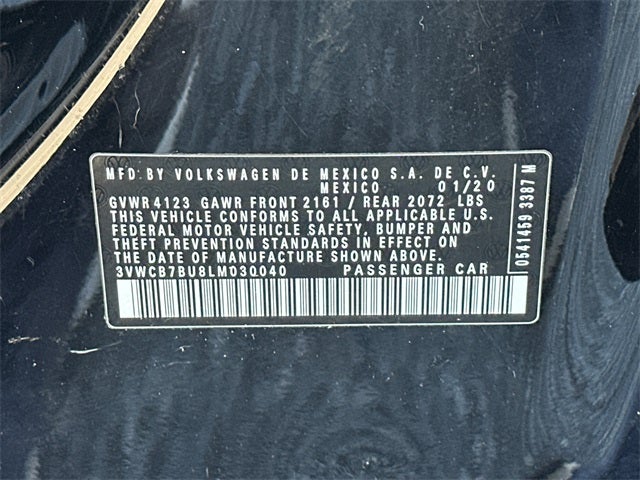 MFD.BY VOLKSWAGEN DE MEXICO S.A. DE C.V.
MEXICO 01/20
GVWR 4123 GAWR FRONT 2161 / REAR 2072 LBS
THIS VEHICLE CONFORMS TO ALL APPLICABLE U.S.
FEDERAL MOTOR VEHICLE SAFETY, BUMPER AND
THEFT PREVENTION STANDARDS IN EFFECT ON
THE DATE OF MANUFACTURE SHOWN ABOVE.
3VWCB7BU8LM030040 PASSENGER CAR
0541459 3387 M